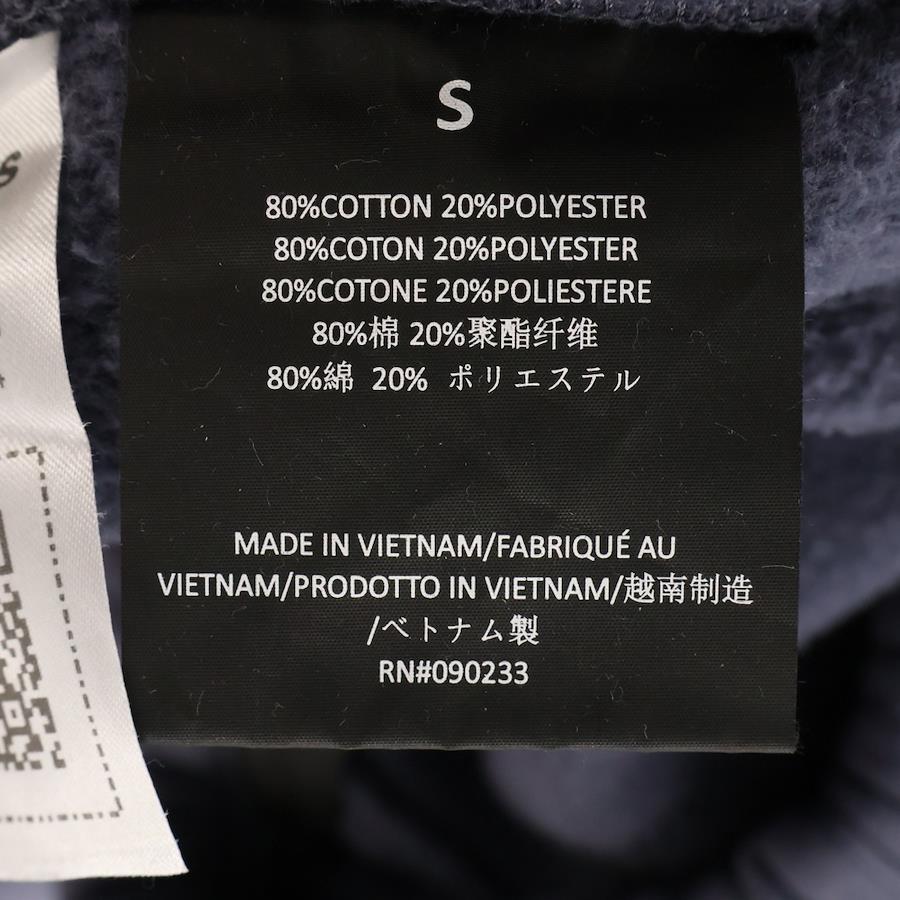 S
80%COTTON 20%POLYESTER
80%COTON 20%POLYESTER
80%COTONE 20%POLIESTERE
80%棉 20%聚酯纤维
80%綿 20% ポリエステル
MADE IN VIETNAM/FABRIQUÉ AU
VIETNAM/PRODOTTO IN VIETNAM/越南制造
/ベトナム製
RN#090233
S